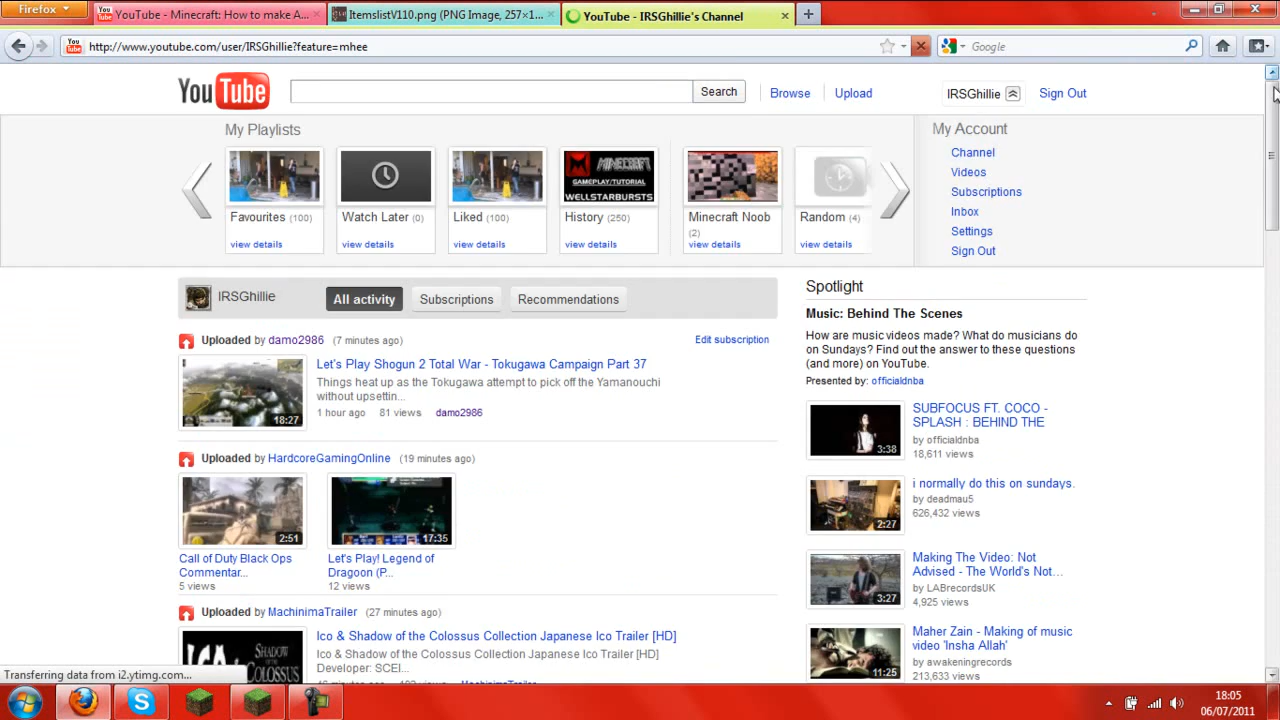 Firefox
YouTube - Minecraft: How to make A...
ItemslistV110.png (PNG Image, 257×1...
YouTube - IRSGhillie's Channel
http://www.youtube.com/user/IRSGhillie?feature=mhee
Google
YouTube
Search
Browse
Upload
IRSGhillie
Sign Out
My Playlists
Favourites (100)
view details
Watch Later (0)
view details
Liked (100)
view details
MINECRAFT
GAMEPLAY/TUTORIAL
WELLSTARBURSTS
History (250)
view details
Minecraft Noob
(2)
view details
Random (4)
view details
My Account
Channel
Videos
Subscriptions
Inbox
Settings
Sign Out
IRSGhillie
All activity
Subscriptions
Recommendations
Uploaded by damo2986 (7 minutes ago)
Edit subscription
18:27
Let's Play Shogun 2 Total War - Tokugawa Campaign Part 37
Things heat up as the Tokugawa attempt to pick off the Yamanouchi
without upsettin...
1 hour ago 81 views damo2986
Uploaded by HardcoreGamingOnline (19 minutes ago)
2:51
Call of Duty Black Ops
Commentar...
5 views
17:35
Let's Play! Legend of
Dragoon (P...
12 views
Uploaded by MachinimaTrailer (27 minutes ago)
ICO
SHADOW
OF THE
COLOSSUS
Ico & Shadow of the Colossus Collection Japanese Ico Trailer [HD]
Ico & Shadow of the Colossus Collection Japanese Ico Trailer [HD]
Developer: SCEI...
Spotlight
Music: Behind The Scenes
How are music videos made? What do musicians do
on Sundays? Find out the answer to these questions
(and more) on YouTube.
Presented by: officialdnba
3:38
SUBFOCUS FT. COCO -
SPLASH : BEHIND THE
by officialdnba
18,611 views
2:27
i normally do this on sundays.
by deadmau5
626,432 views
3:27
Making The Video: Not
Advised - The World's Not...
by LABrecordsUK
4,925 views
11:25
Maher Zain - Making of music
video 'Insha Allah'
by awakeningrecords
213,633 views
Transferring data from i2.ytimg.com...
18:05
06/07/2011